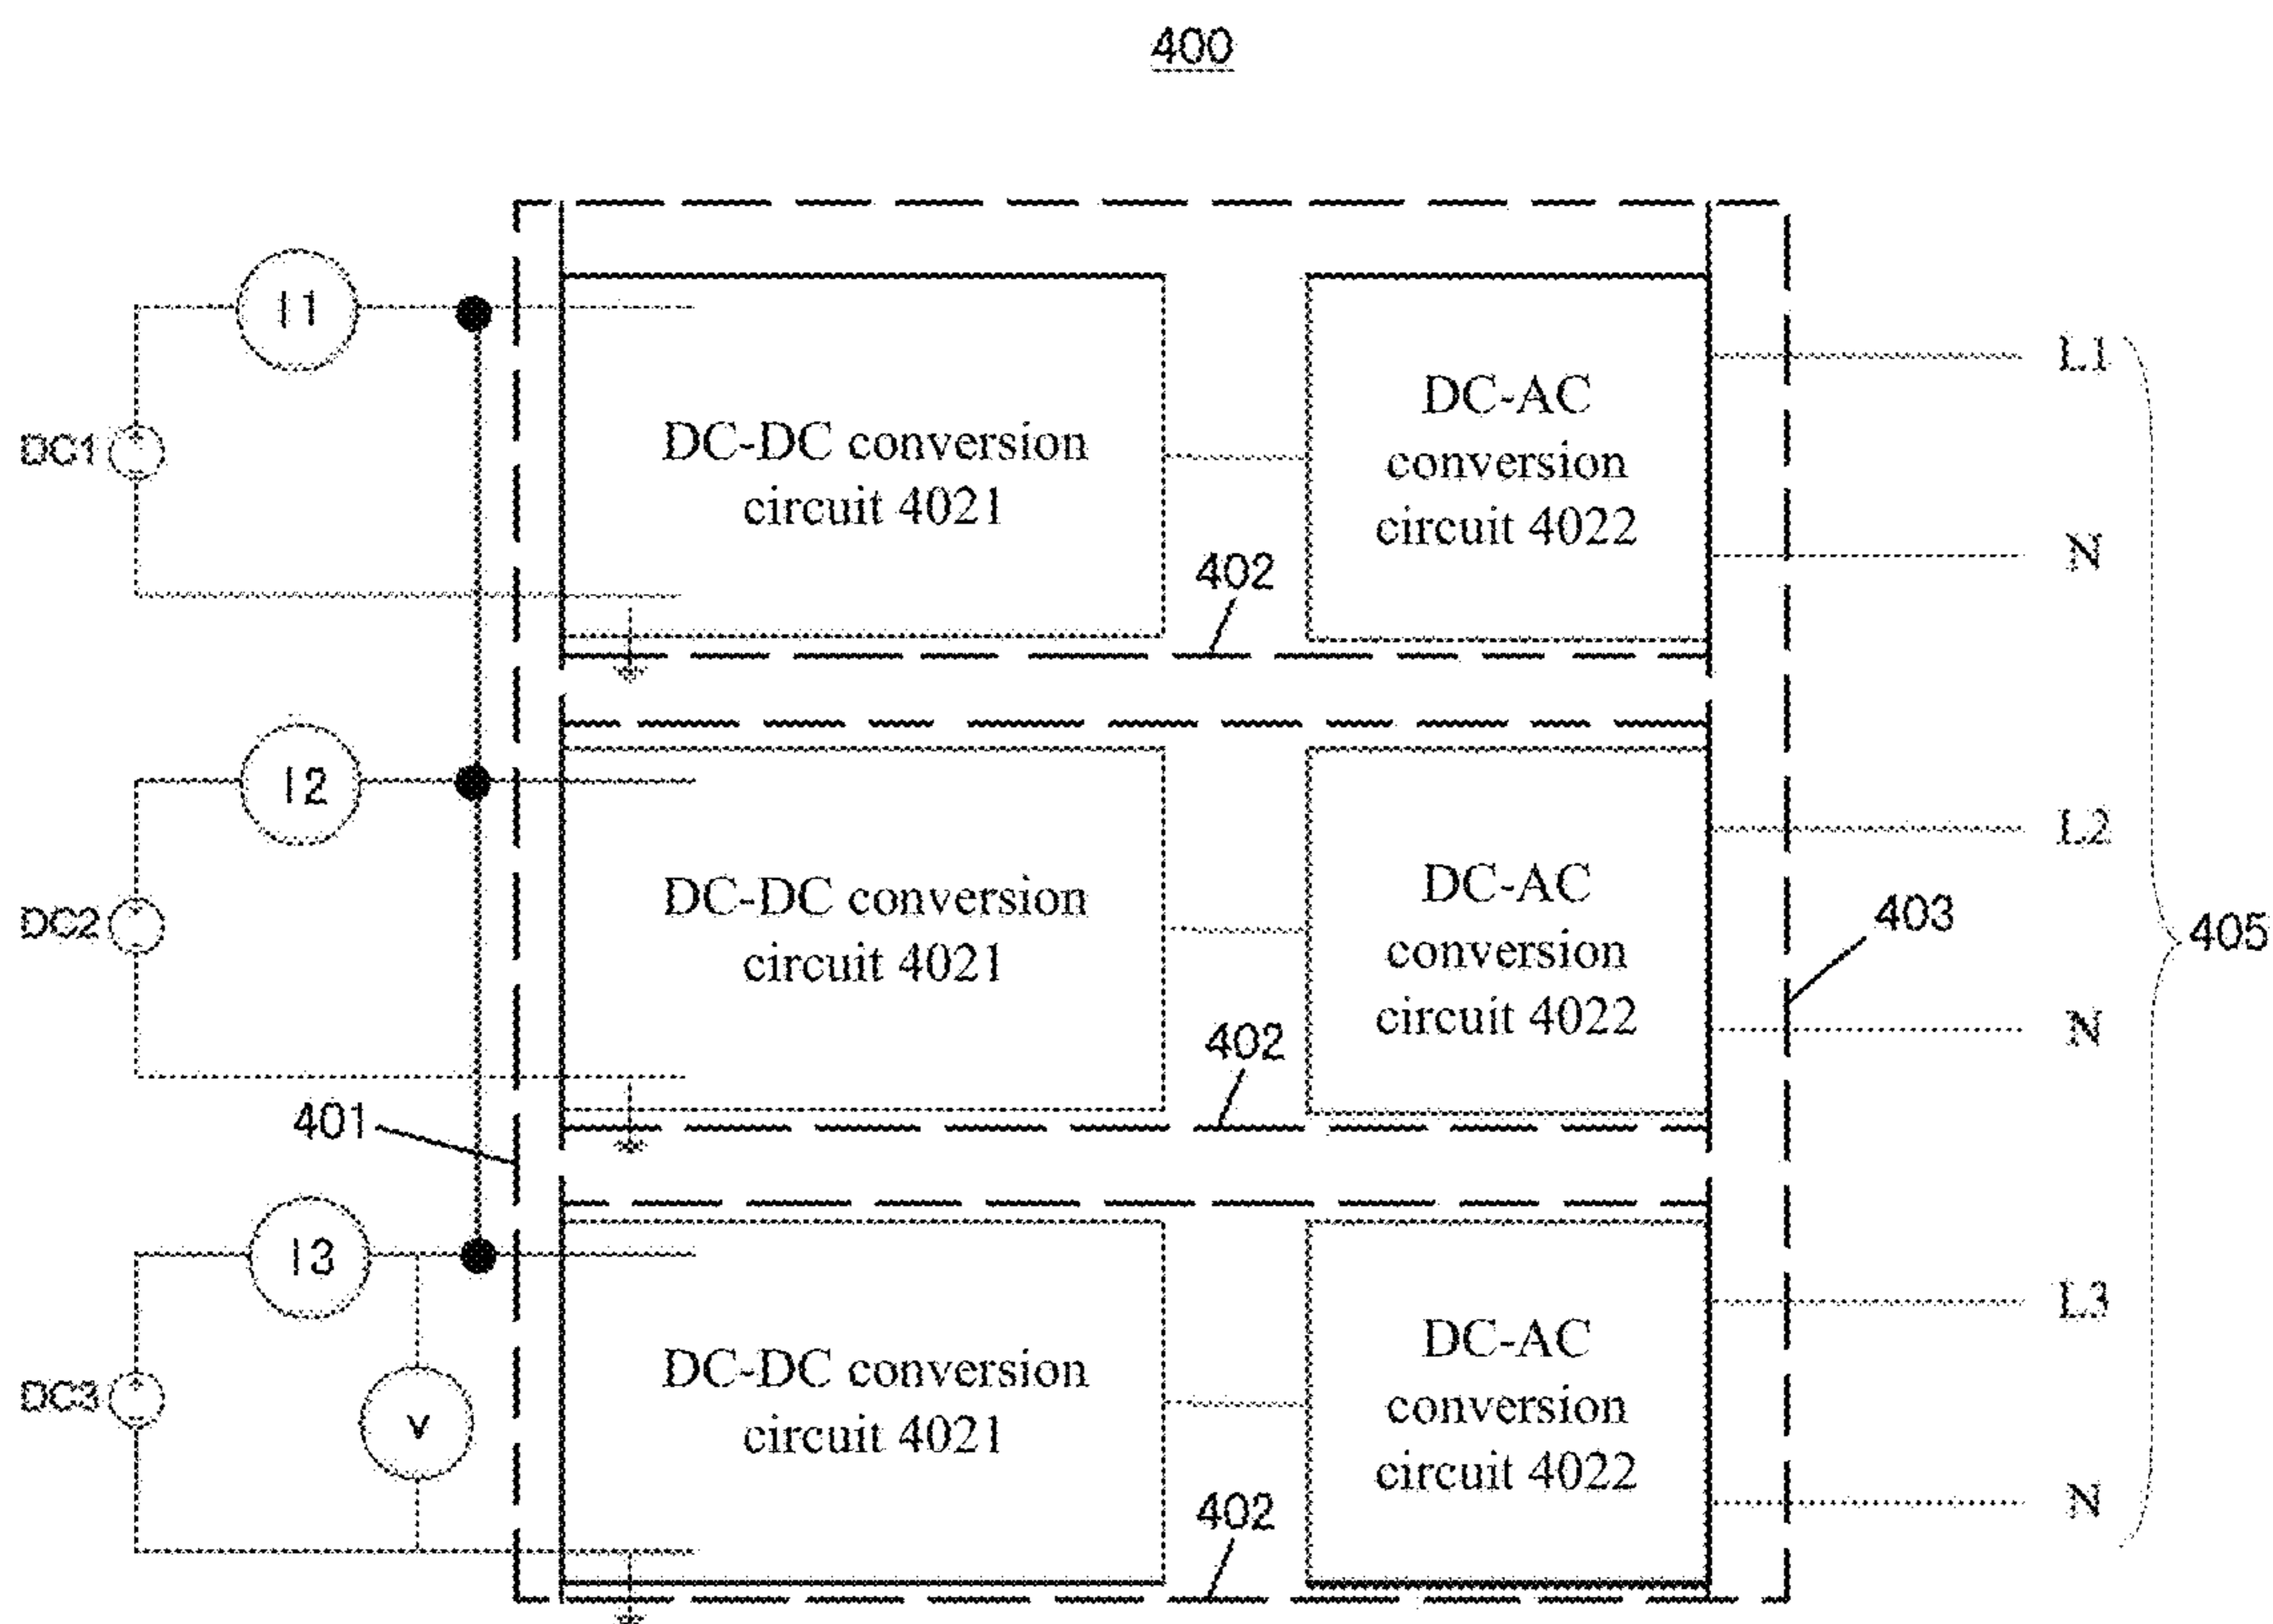 400
I1
DC1
DC-DC conversion
circuit 4021
DC-AC
conversion
circuit 4022
402
L1
N
I2
DC2
DC-DC conversion
circuit 4021
DC-AC
conversion
circuit 4022
402
L2
N
403
405
401
I3
DC3
V
DC-DC conversion
circuit 4021
DC-AC
conversion
circuit 4022
402
L3
N